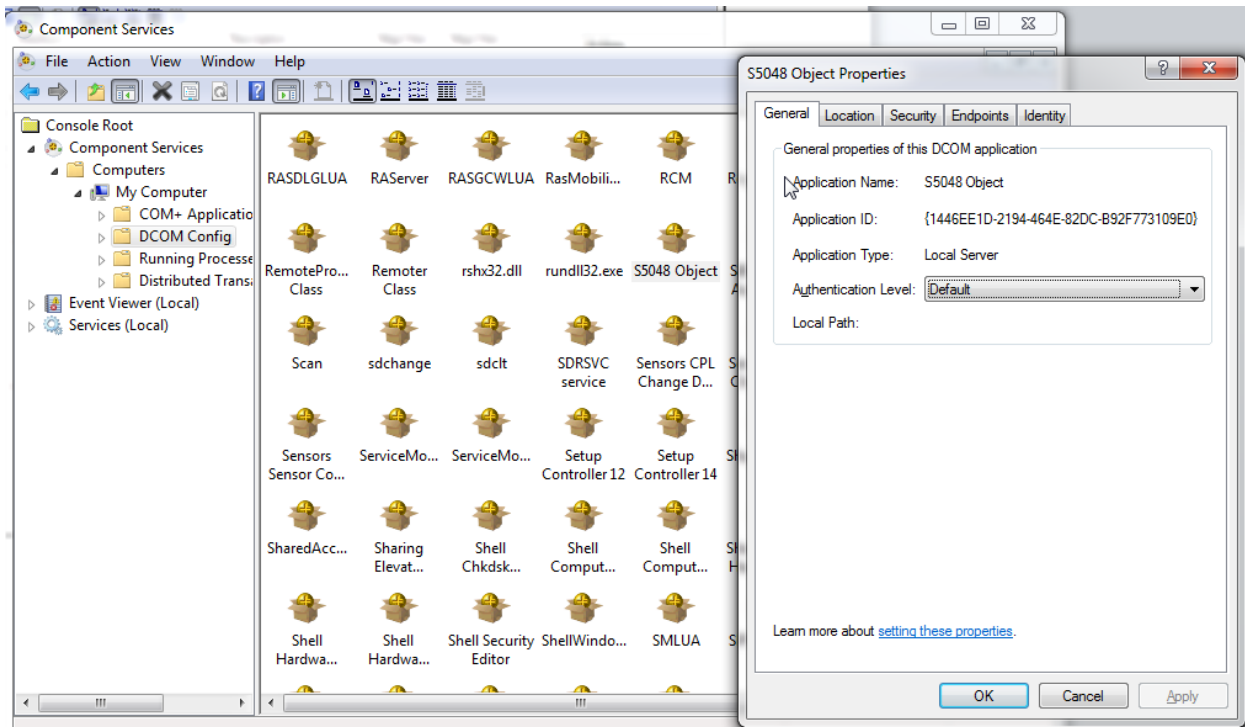 Component Services
File Action View Window Help
Console Root
Component Services
Computers
My Computer
COM+ Applicatio
DCOM Config
Running Processe
Distributed Trans
Event Viewer (Local)
Services (Local)
RASDLGLUA RAServer RASGCWLUA RasMobili... RCM
RemotePro... Class Remoter Class rshx32.dll rundll32.exe S5048 Object
Scan sdchange sdclt SDRSVC service Sensors CPL Change D...
Sensors Sensor Co... ServiceMo... ServiceMo... Setup Controller 12 Setup Controller 14
SharedAcc... Sharing Elevat... Shell Chkdsk... Shell Comput... Shell Comput...
Shell Hardwa... Shell Hardwa... Shell Security Editor ShellWindo... SMLUA
S5048 Object Properties
General Location Security Endpoints Identity
General properties of this DCOM application
Application Name: S5048 Object
Application ID: {1446EE1D-2194-464E-82DC-B92F773109E0}
Application Type: Local Server
Authentication Level: Default
Local Path:
Learn more about setting these properties.
OK Cancel Apply